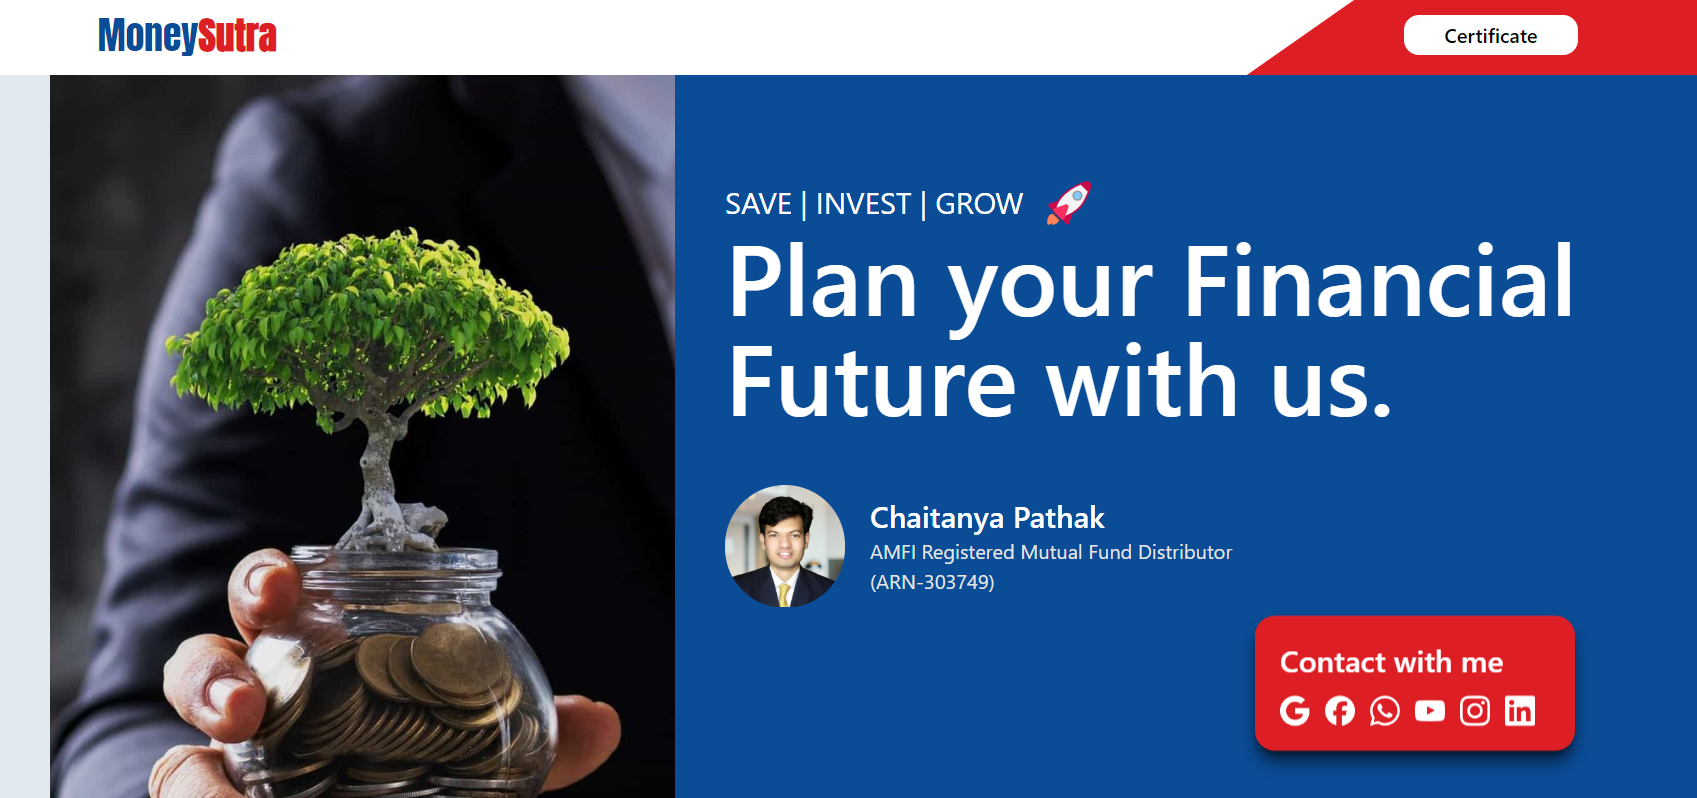 MoneySutra
Certificate
SAVE | INVEST | GROW
Plan your Financial
Future with us.
Chaitanya Pathak
AMFI Registered Mutual Fund Distributor
(ARN-303749)
Contact with me